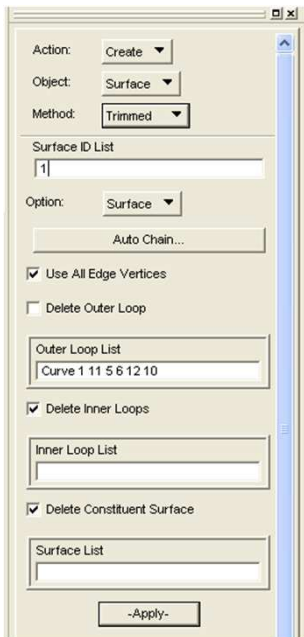 Action: Create
Object: Surface
Method: Trimmed
Surface ID List
1
Option: Surface
Auto Chain...
Use All Edge Vertices
Delete Outer Loop
Outer Loop List
Curve 1 11 5 6 12 10
Delete Inner Loops
Inner Loop List
Delete Constituent Surface
Surface List
-Apply-